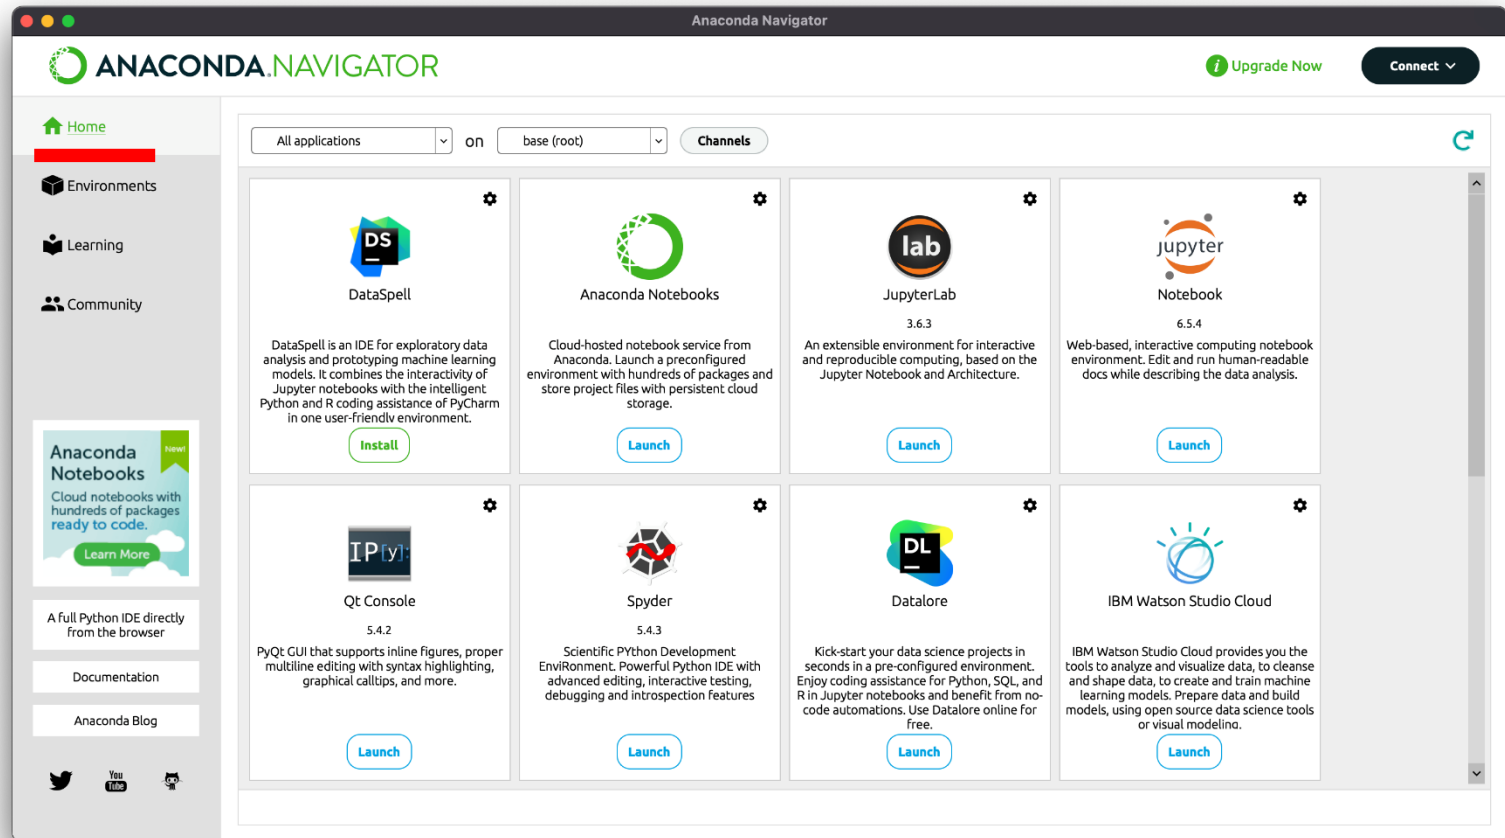 Anaconda Navigator
ANACONDA.NAVIGATOR
Upgrade Now
Connect
Home
Environments
Learning
Community
Anaconda
Notebooks
New!
Cloud notebooks with
hundreds of packages
ready to code.
Learn More
A full Python IDE directly
from the browser
Documentation
Anaconda Blog
You
Tube
All applications
on
base (root)
Channels
DS
DataSpell
DataSpell is an IDE for exploratory data
analysis and prototyping machine learning
models. It combines the interactivity of
Jupyter notebooks with the intelligent
Python and R coding assistance of PyCharm
in one user-friendly environment.
Install
Anaconda Notebooks
Cloud-hosted notebook service from
Anaconda. Launch a preconfigured
environment with hundreds of packages and
store project files with persistent cloud
storage.
Launch
lab
JupyterLab
3.6.3
An extensible environment for interactive
and reproducible computing, based on the
Jupyter Notebook and Architecture.
Launch
jupyter
Notebook
6.5.4
Web-based, interactive computing notebook
environment. Edit and run human-readable
docs while describing the data analysis.
Launch
IP[y]:
Qt Console
5.4.2
PyQt GUI that supports inline figures, proper
multiline editing with syntax highlighting,
graphical calltips, and more.
Launch
Spyder
5.4.3
Scientific PYthon Development
EnviRonment. Powerful Python IDE with
advanced editing, interactive testing,
debugging and introspection features
Launch
DL
Datalore
Kick-start your data science projects in
seconds in a pre-configured environment.
Enjoy coding assistance for Python, SQL, and
R in Jupyter notebooks and benefit from no-
code automations. Use Datalore online for
free.
Launch
IBM Watson Studio Cloud
IBM Watson Studio Cloud provides you the
tools to analyze and visualize data, to cleanse
and shape data, to create and train machine
learning models. Prepare data and build
models, using open source data science tools
or visual modeling.
Launch